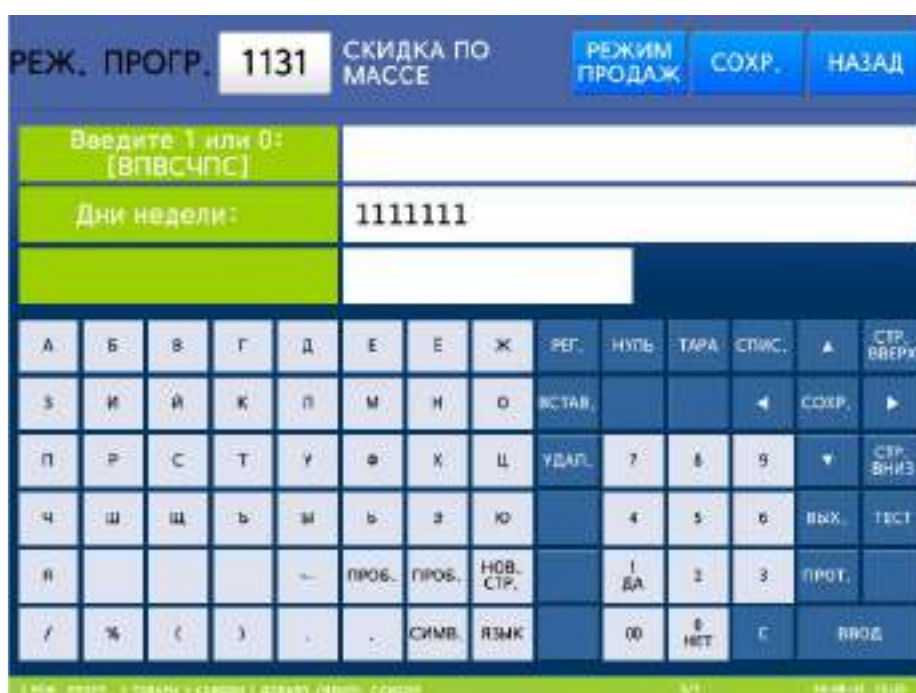 РЕЖ. ПРОГР. 1131 СКИДКА ПО МАССЕ РЕЖИМ ПРОДАЖ СОХР. НАЗАД
Введите 1 или 0:
[ВПВСЧПС]
Дни недели: 1111111
А Б В Г Д Е Ё Ж РЕГ. НУЛЬ ТАРА СПИС. ▲ СТР. ВВЕРХ
З И Й К Л М Н О ВСТАВ. ◀ СОХР. ▶
П Р С Т У Ф Х Ц УДАЛ. 7 8 9 ▼ СТР. ВНИЗ
Ч Ш Щ Ъ Ы Ь Э Ю 4 5 6 ВЫХ. ТЕСТ
Я ПРОБ. ПРОБ. НОВ. СТР. 1 ДА 2 3 ПРОТ.
/ % ( ) . СИМВ. ЯЗЫК 00 0 НЕТ С ВВОД